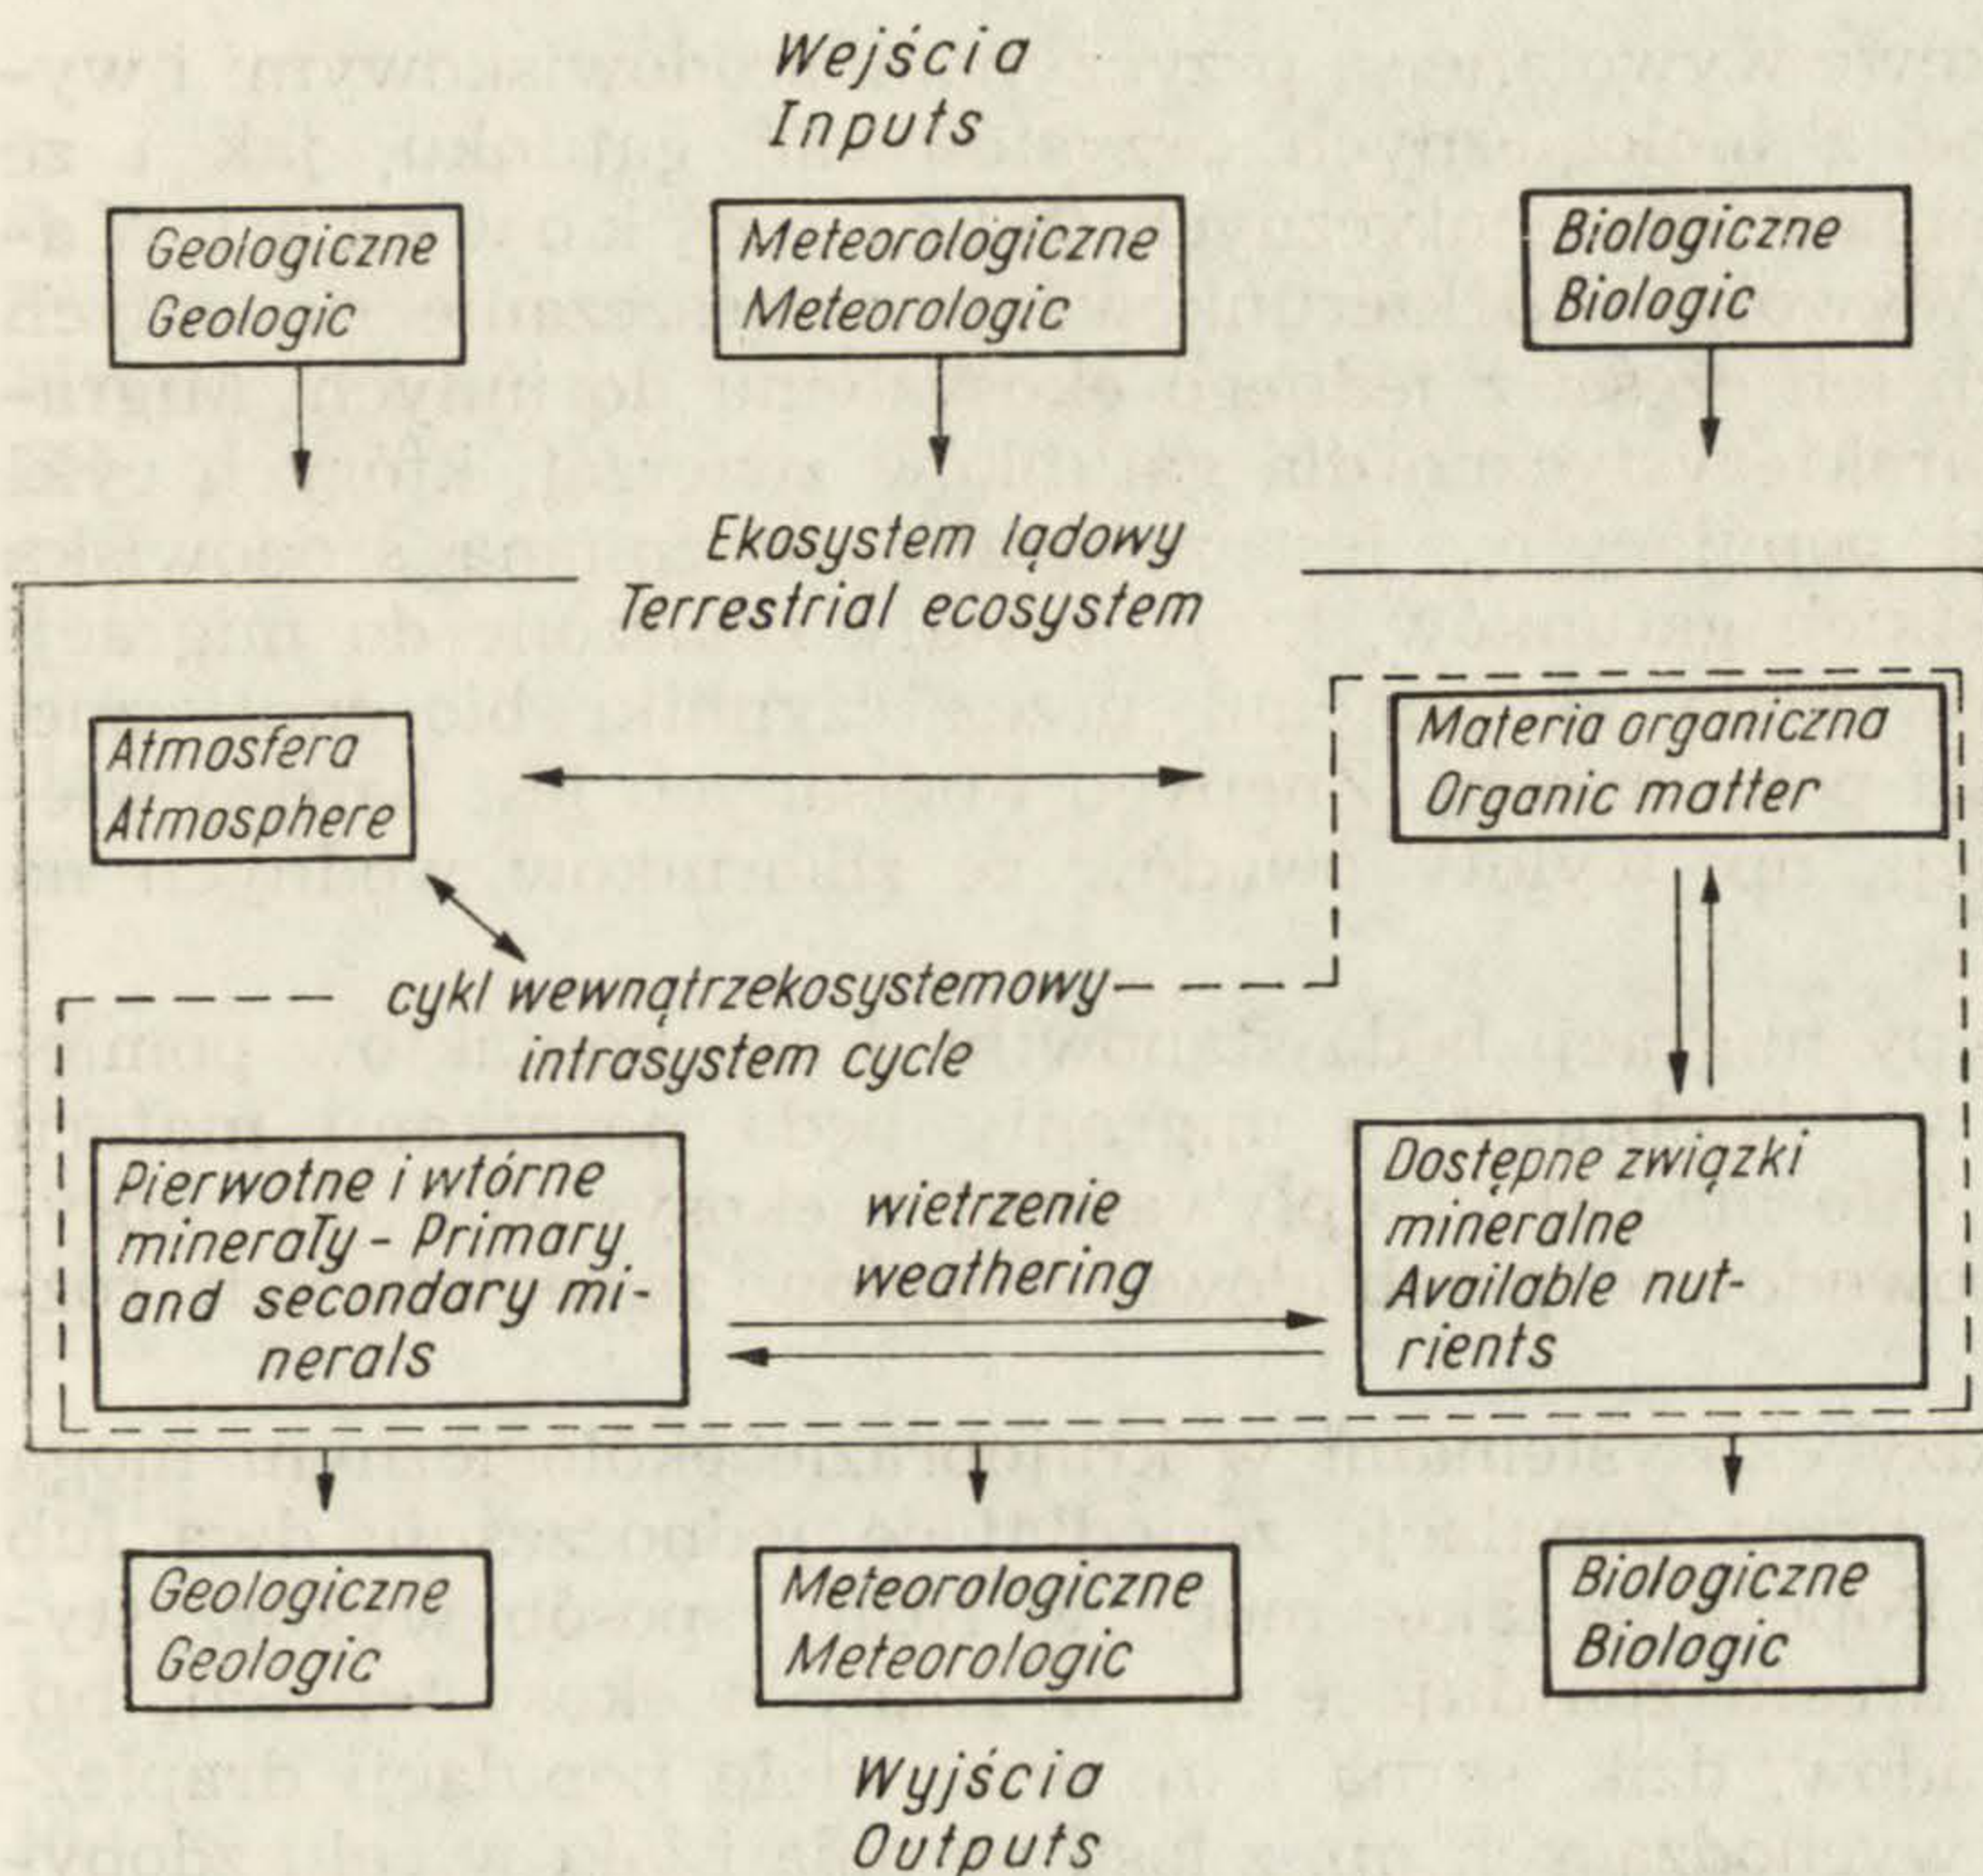 Wejścia
Inputs
Geologiczne
Geologic
Meteorologiczne
Meteorologic
Biologiczne
Biologic
Ekosystem lądowy
Terrestrial ecosystem
Atmosfera
Atmosphere
Materia organiczna
Organic matter
cykl wewnątrzekosystemowy
intrasystem cycle
Pierwotne i wtórne
minerały - Primary
and secondary mi-
nerals
wietrzenie
weathering
Dostępne związki
mineralne
Available nut-
rients
Geologiczne
Geologic
Meteorologiczne
Meteorologic
Biologiczne
Biologic
Wyjścia
Outputs